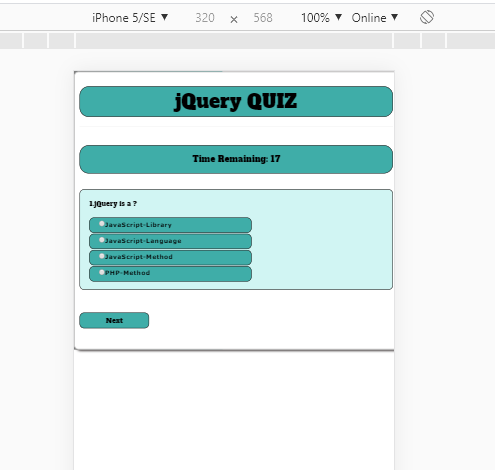 iPhone 5/SE ▼ 320 × 568 100% ▼ Online ▼
jQuery QUIZ
Time Remaining: 17
1.jQuery is a ?
JavaScript-Library
JavaScript-Language
JavaScript-Method
PHP-Method
Next